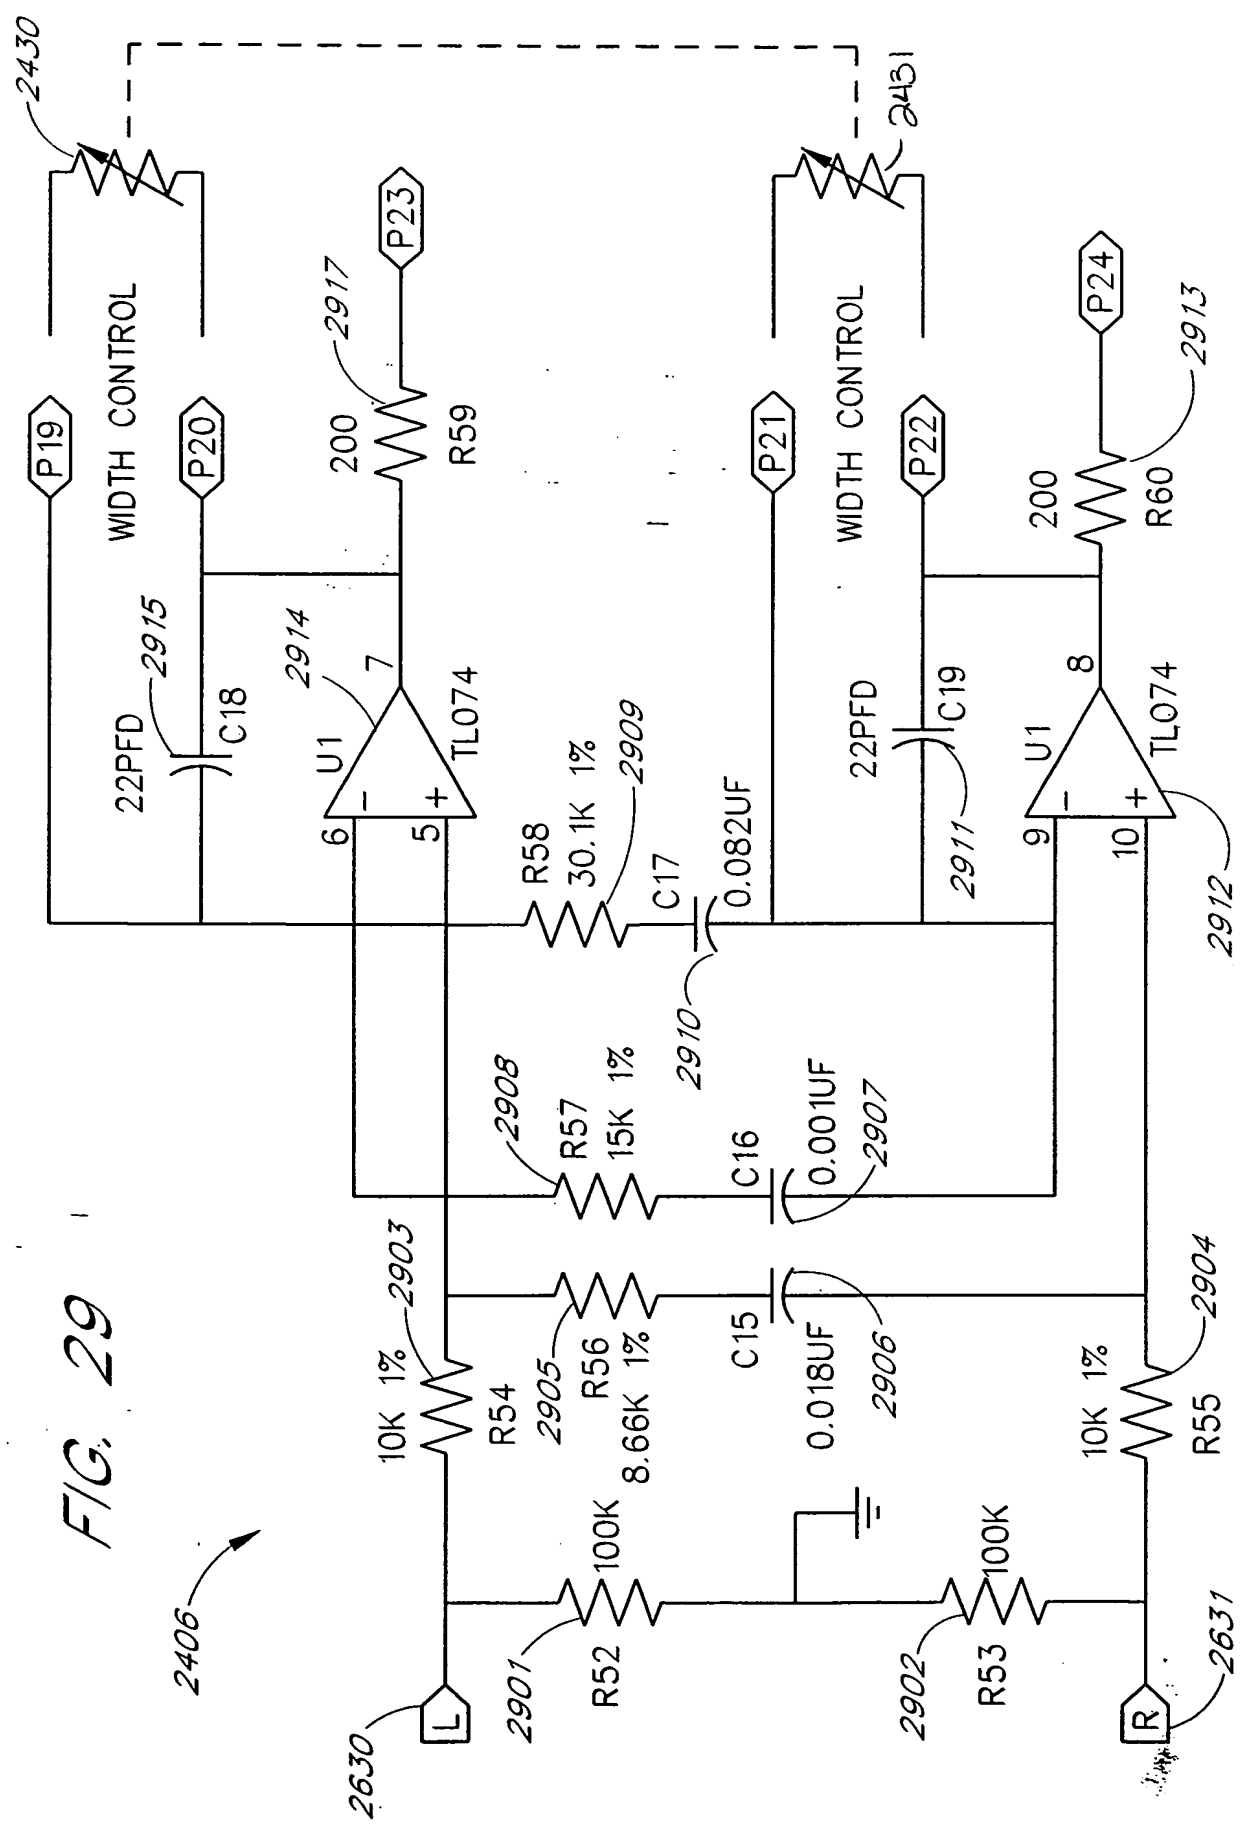 FIG. 29
2406
2630
L
2901
R52
100K
2902
R53
100K
R
2631
10K 1%
2903
R54
2905
R56
8.66K 1%
C15
0.018UF
2906
10K 1%
2904
R55
2908
R57
15K 1%
C16
0.001UF
2907
R58
30.1K 1%
2909
C17
0.082UF
2910
22PFD
2915
C18
U1
2914
6
5
-
+
7
TL074
22PFD
C19
2911
U1
9
10
-
+
8
TL074
2912
P19
WIDTH CONTROL
P20
2430
200
2917
R59
P23
P21
WIDTH CONTROL
P22
2431
200
R60
2913
P24